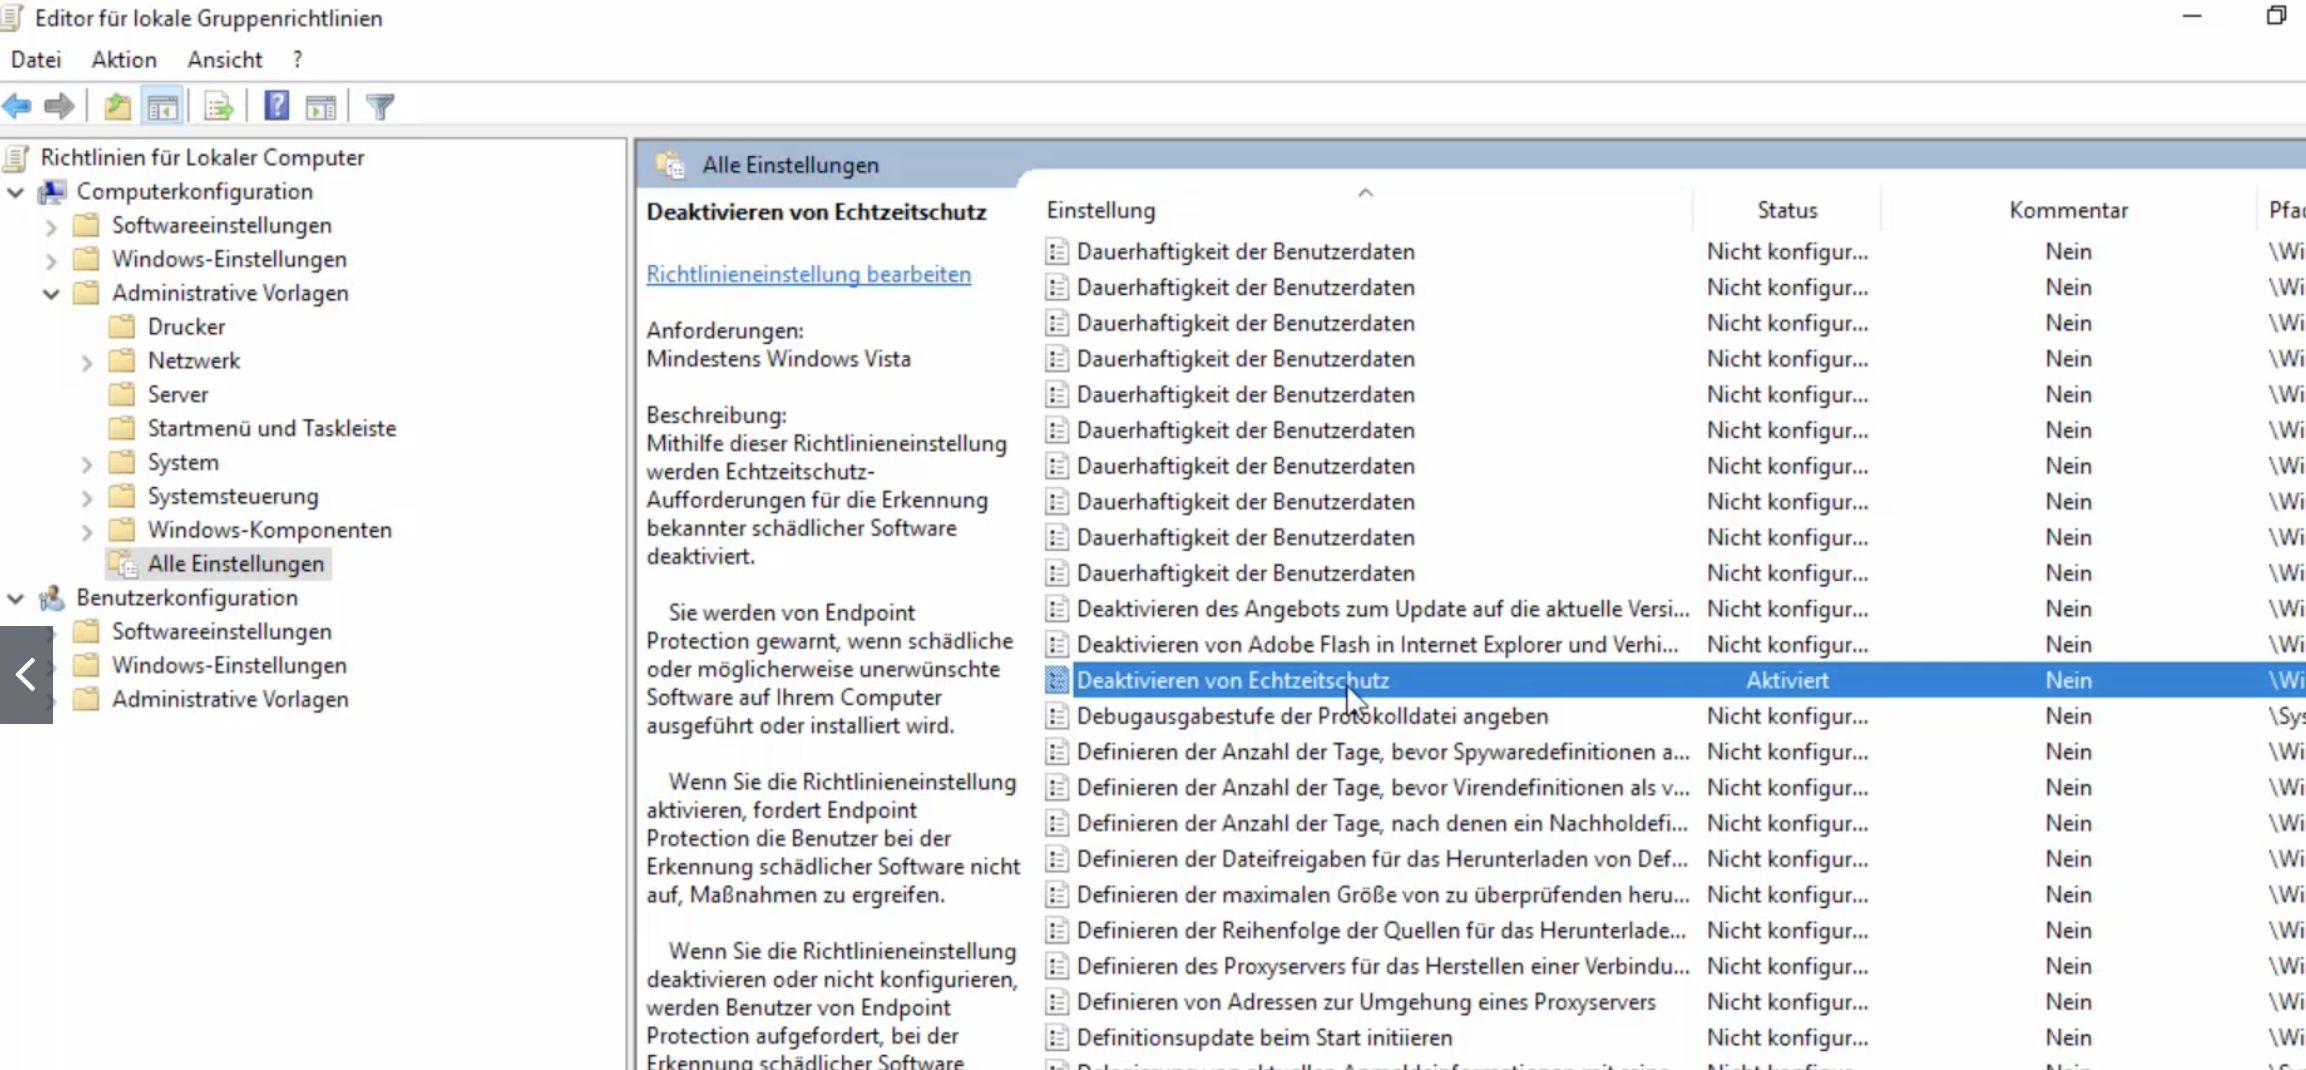 Editor für lokale Gruppenrichtlinien
Datei Aktion Ansicht ?
Richtlinien für Lokaler Computer
Computerkonfiguration
Softwareeinstellungen
Windows-Einstellungen
Administrative Vorlagen
Drucker
Netzwerk
Server
Startmenü und Taskleiste
System
Systemsteuerung
Windows-Komponenten
Alle Einstellungen
Benutzerkonfiguration
Softwareeinstellungen
Windows-Einstellungen
Administrative Vorlagen
Alle Einstellungen
Deaktivieren von Echtzeitschutz
Richtlinieneinstellung bearbeiten
Anforderungen:
Mindestens Windows Vista
Beschreibung:
Mithilfe dieser Richtlinieneinstellung
werden Echtzeitschutz-
Aufforderungen für die Erkennung
bekannter schädlicher Software
deaktiviert.
Sie werden von Endpoint
Protection gewarnt, wenn schädliche
oder möglicherweise unerwünschte
Software auf Ihrem Computer
ausgeführt oder installiert wird.
Wenn Sie die Richtlinieneinstellung
aktivieren, fordert Endpoint
Protection die Benutzer bei der
Erkennung schädlicher Software nicht
auf, Maßnahmen zu ergreifen.
Wenn Sie die Richtlinieneinstellung
deaktivieren oder nicht konfigurieren,
werden Benutzer von Endpoint
Protection aufgefordert, bei der
Erkennung schädlicher Software
Einstellung Status Kommentar Pfad
Dauerhaftigkeit der Benutzerdaten Nicht konfigur... Nein \Wi
Dauerhaftigkeit der Benutzerdaten Nicht konfigur... Nein \Wi
Dauerhaftigkeit der Benutzerdaten Nicht konfigur... Nein \Wi
Dauerhaftigkeit der Benutzerdaten Nicht konfigur... Nein \Wi
Dauerhaftigkeit der Benutzerdaten Nicht konfigur... Nein \Wi
Dauerhaftigkeit der Benutzerdaten Nicht konfigur... Nein \Wi
Dauerhaftigkeit der Benutzerdaten Nicht konfigur... Nein \Wi
Dauerhaftigkeit der Benutzerdaten Nicht konfigur... Nein \Wi
Dauerhaftigkeit der Benutzerdaten Nicht konfigur... Nein \Wi
Dauerhaftigkeit der Benutzerdaten Nicht konfigur... Nein \Wi
Deaktivieren des Angebots zum Update auf die aktuelle Versi... Nicht konfigur... Nein \Wi
Deaktivieren von Adobe Flash in Internet Explorer und Verhi... Nicht konfigur... Nein \Wi
Deaktivieren von Echtzeitschutz Aktiviert Nein \Wi
Debugausgabestufe der Protokolldatei angeben Nicht konfigur... Nein \Sys
Definieren der Anzahl der Tage, bevor Spywaredefinitionen a... Nicht konfigur... Nein \Wi
Definieren der Anzahl der Tage, bevor Virendefinitionen als v... Nicht konfigur... Nein \Wi
Definieren der Anzahl der Tage, nach denen ein Nachholdefi... Nicht konfigur... Nein \Wi
Definieren der Dateifreigaben für das Herunterladen von Def... Nicht konfigur... Nein \Wi
Definieren der maximalen Größe von zu überprüfenden heru... Nicht konfigur... Nein \Wi
Definieren der Reihenfolge der Quellen für das Herunterlade... Nicht konfigur... Nein \Wi
Definieren des Proxyservers für das Herstellen einer Verbindu... Nicht konfigur... Nein \Wi
Definieren von Adressen zur Umgehung eines Proxyservers Nicht konfigur... Nein \Wi
Definitionsupdate beim Start initiieren Nicht konfigur... Nein \Wi